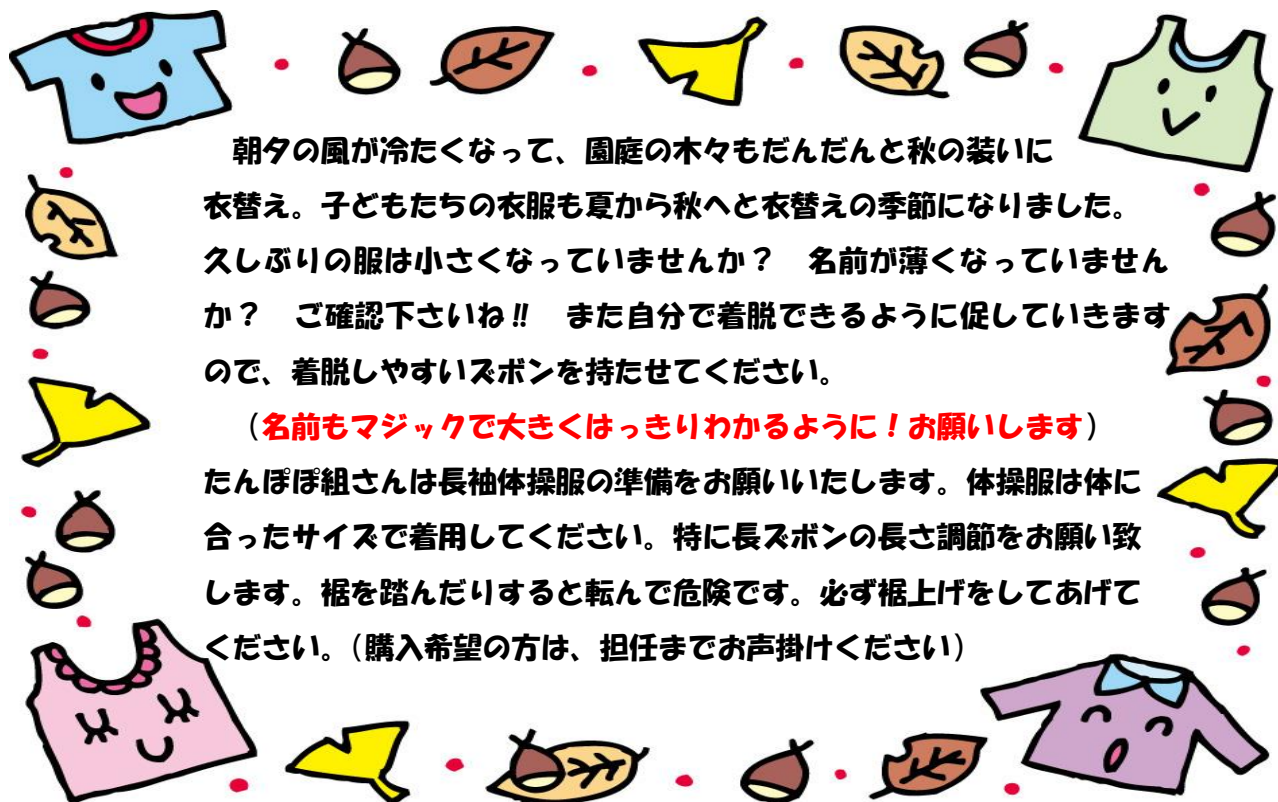 朝夕の風が冷たくなって、園庭の木々もだんだんと秋の装いに
衣替え。子どもたちの衣服も夏から秋へと衣替えの季節になりました。
久しぶりの服は小さくなっていませんか？　名前が薄くなっていません
か？　ご確認下さいね‼　また自分で着脱できるように促していきます
ので、着脱しやすいズボンを持たせてください。
（名前もマジックで大きくはっきりわかるように！お願いします）
たんぽぽ組さんは長袖体操服の準備をお願いいたします。体操服は体に
合ったサイズで着用してください。特に長ズボンの長さ調節をお願い致
します。裾を踏んだりすると転んで危険です。必ず裾上げをしてあげて
ください。（購入希望の方は、担任までお声掛けください）